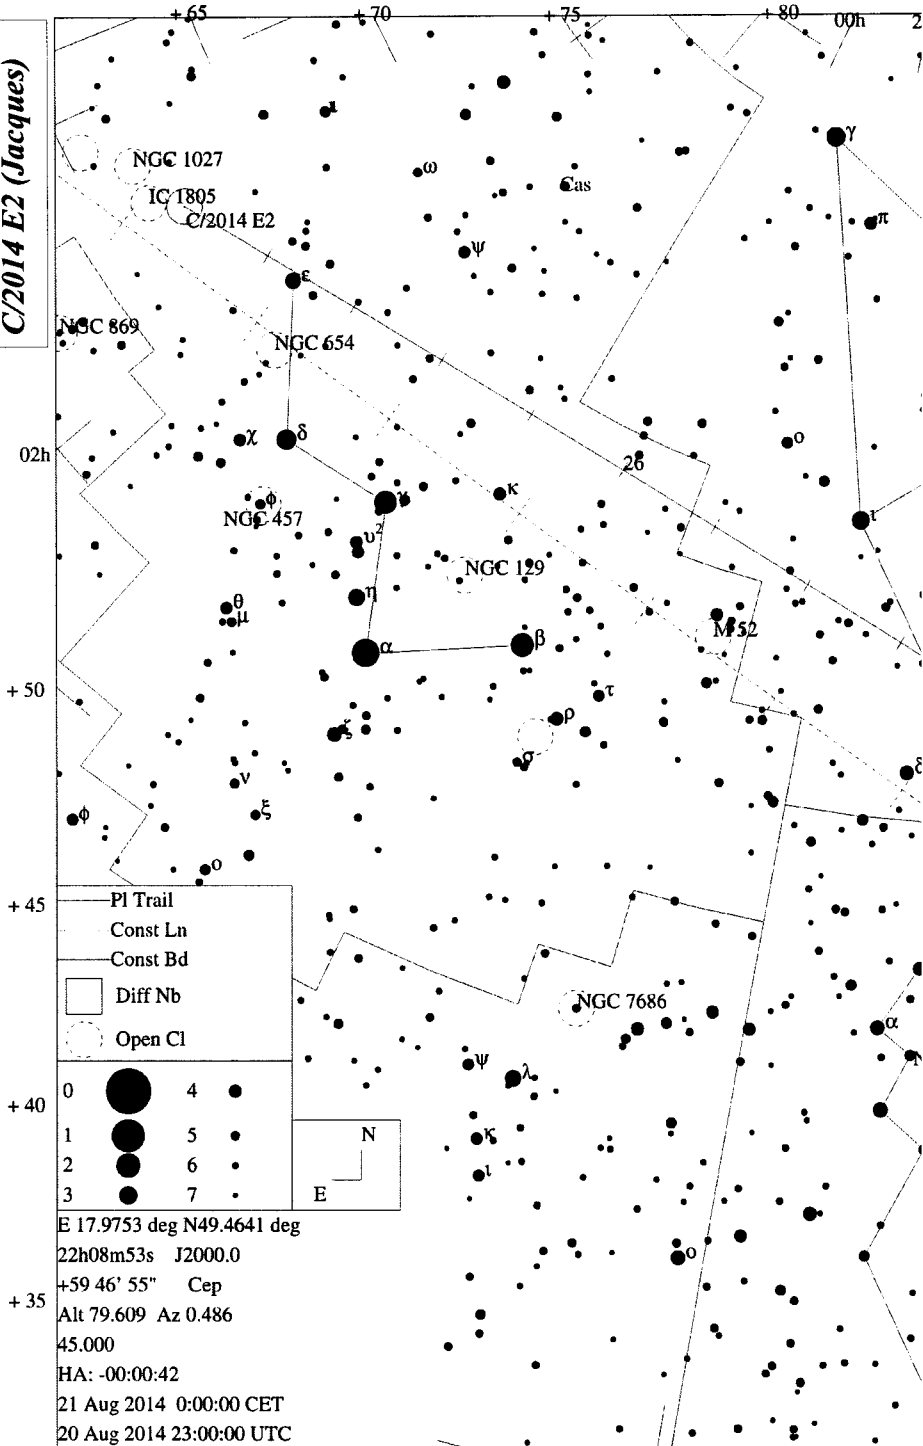 + 65
+ 70
+ 75
+ 80
00h
2
C/2014 E2 (Jacques)
ι
γ
NGC 1027
ω
Cas
IC 1805
C/2014 E2
π
ψ
ε
NGC 869
NGC 654
χ
δ
ο
02h
26
γ
κ
ι
φ
NGC 457
υ²
NGC 129
η
θ
μ
M 52
α
β
+ 50
τ
ρ
ζ
σ
δ
ν
φ
ξ
ο
+ 45
Pl Trail
Const Ln
Const Bd
Diff Nb
NGC 7686
Open Cl
α
N
ψ
λ
0
4
+ 40
1
5
κ
2
6
ι
3
7
N
E
E 17.9753 deg N49.4641 deg
22h08m53s J2000.0
ο
+59 46' 55" Cep
+ 35
Alt 79.609 Az 0.486
45.000
HA: -00:00:42
21 Aug 2014 0:00:00 CET
20 Aug 2014 23:00:00 UTC